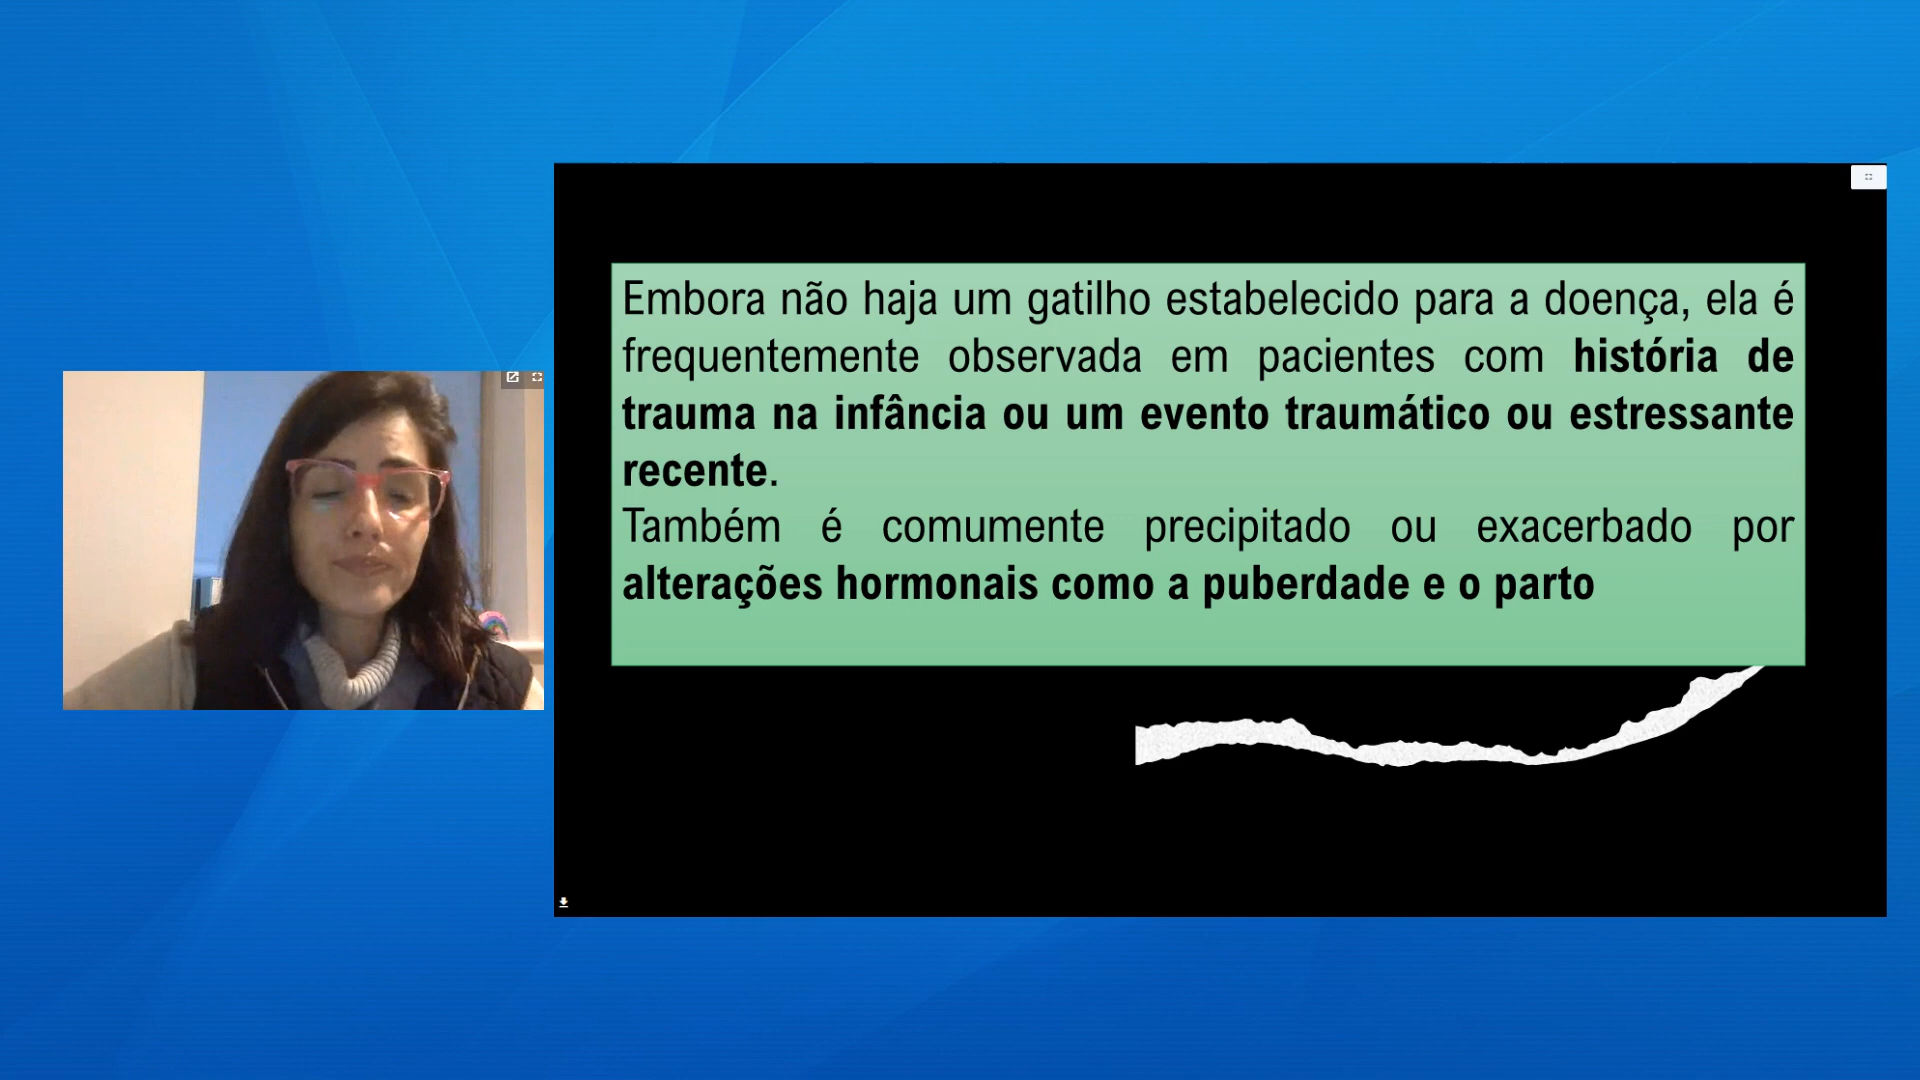 Embora não haja um gatilho estabelecido para a doença, ela é
frequentemente observada em pacientes com história de
trauma na infância ou um evento traumático ou estressante
recente.
Também é comumente precipitado ou exacerbado por
alterações hormonais como a puberdade e o parto